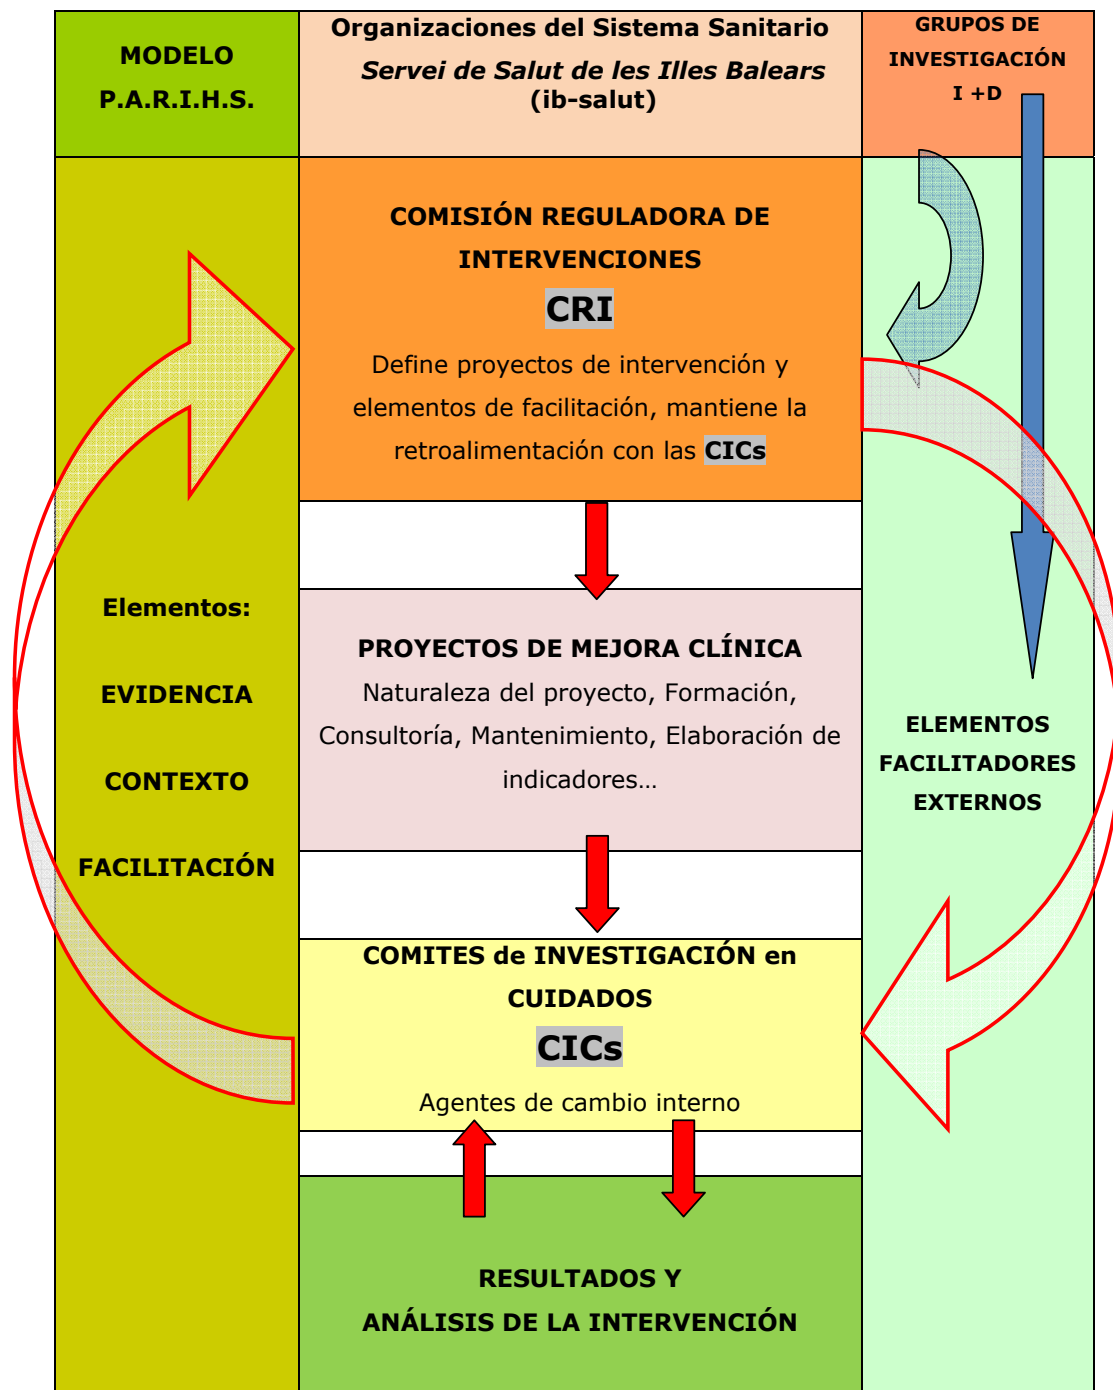 MODELO
P.A.R.I.H.S.
Organizaciones del Sistema Sanitario
Servei de Salut de les Illes Balears
(ib-salut)
GRUPOS DE
INVESTIGACIÓN
I +D
COMISIÓN REGULADORA DE
INTERVENCIONES
CRI
Define proyectos de intervención y
elementos de facilitación, mantiene la
retroalimentación con las CICs
Elementos:
EVIDENCIA
CONTEXTO
FACILITACIÓN
PROYECTOS DE MEJORA CLÍNICA
Naturaleza del proyecto, Formación,
Consultoría, Mantenimiento, Elaboración de
indicadores…
ELEMENTOS
FACILITADORES
EXTERNOS
COMITES de INVESTIGACIÓN en
CUIDADOS
CICs
Agentes de cambio interno
RESULTADOS Y
ANÁLISIS DE LA INTERVENCIÓN